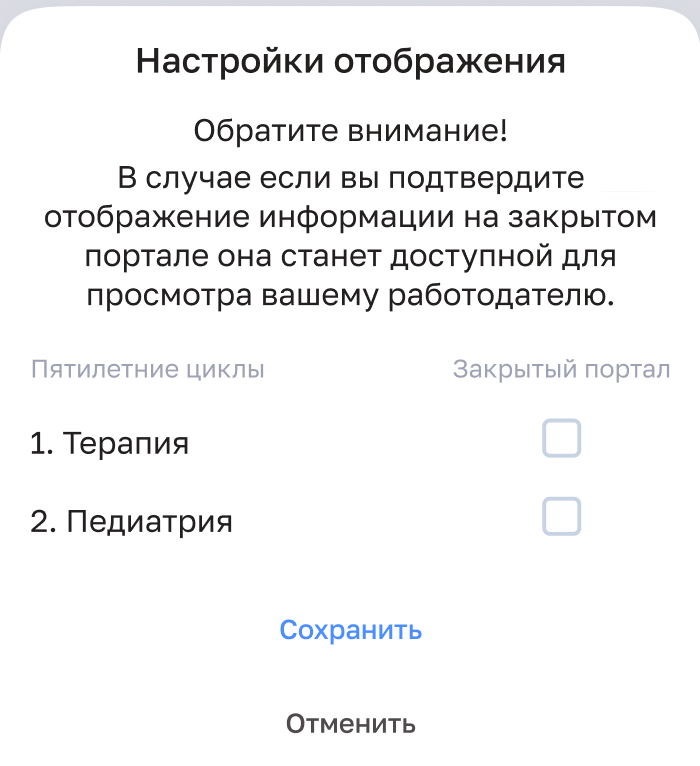 Настройки отображения
Обратите внимание!
В случае если вы подтвердите
отображение информации на закрытом
портале она станет доступной для
просмотра вашему работодателю.
Пятилетние циклы Закрытый портал
1. Терапия
2. Педиатрия
Сохранить
Отменить